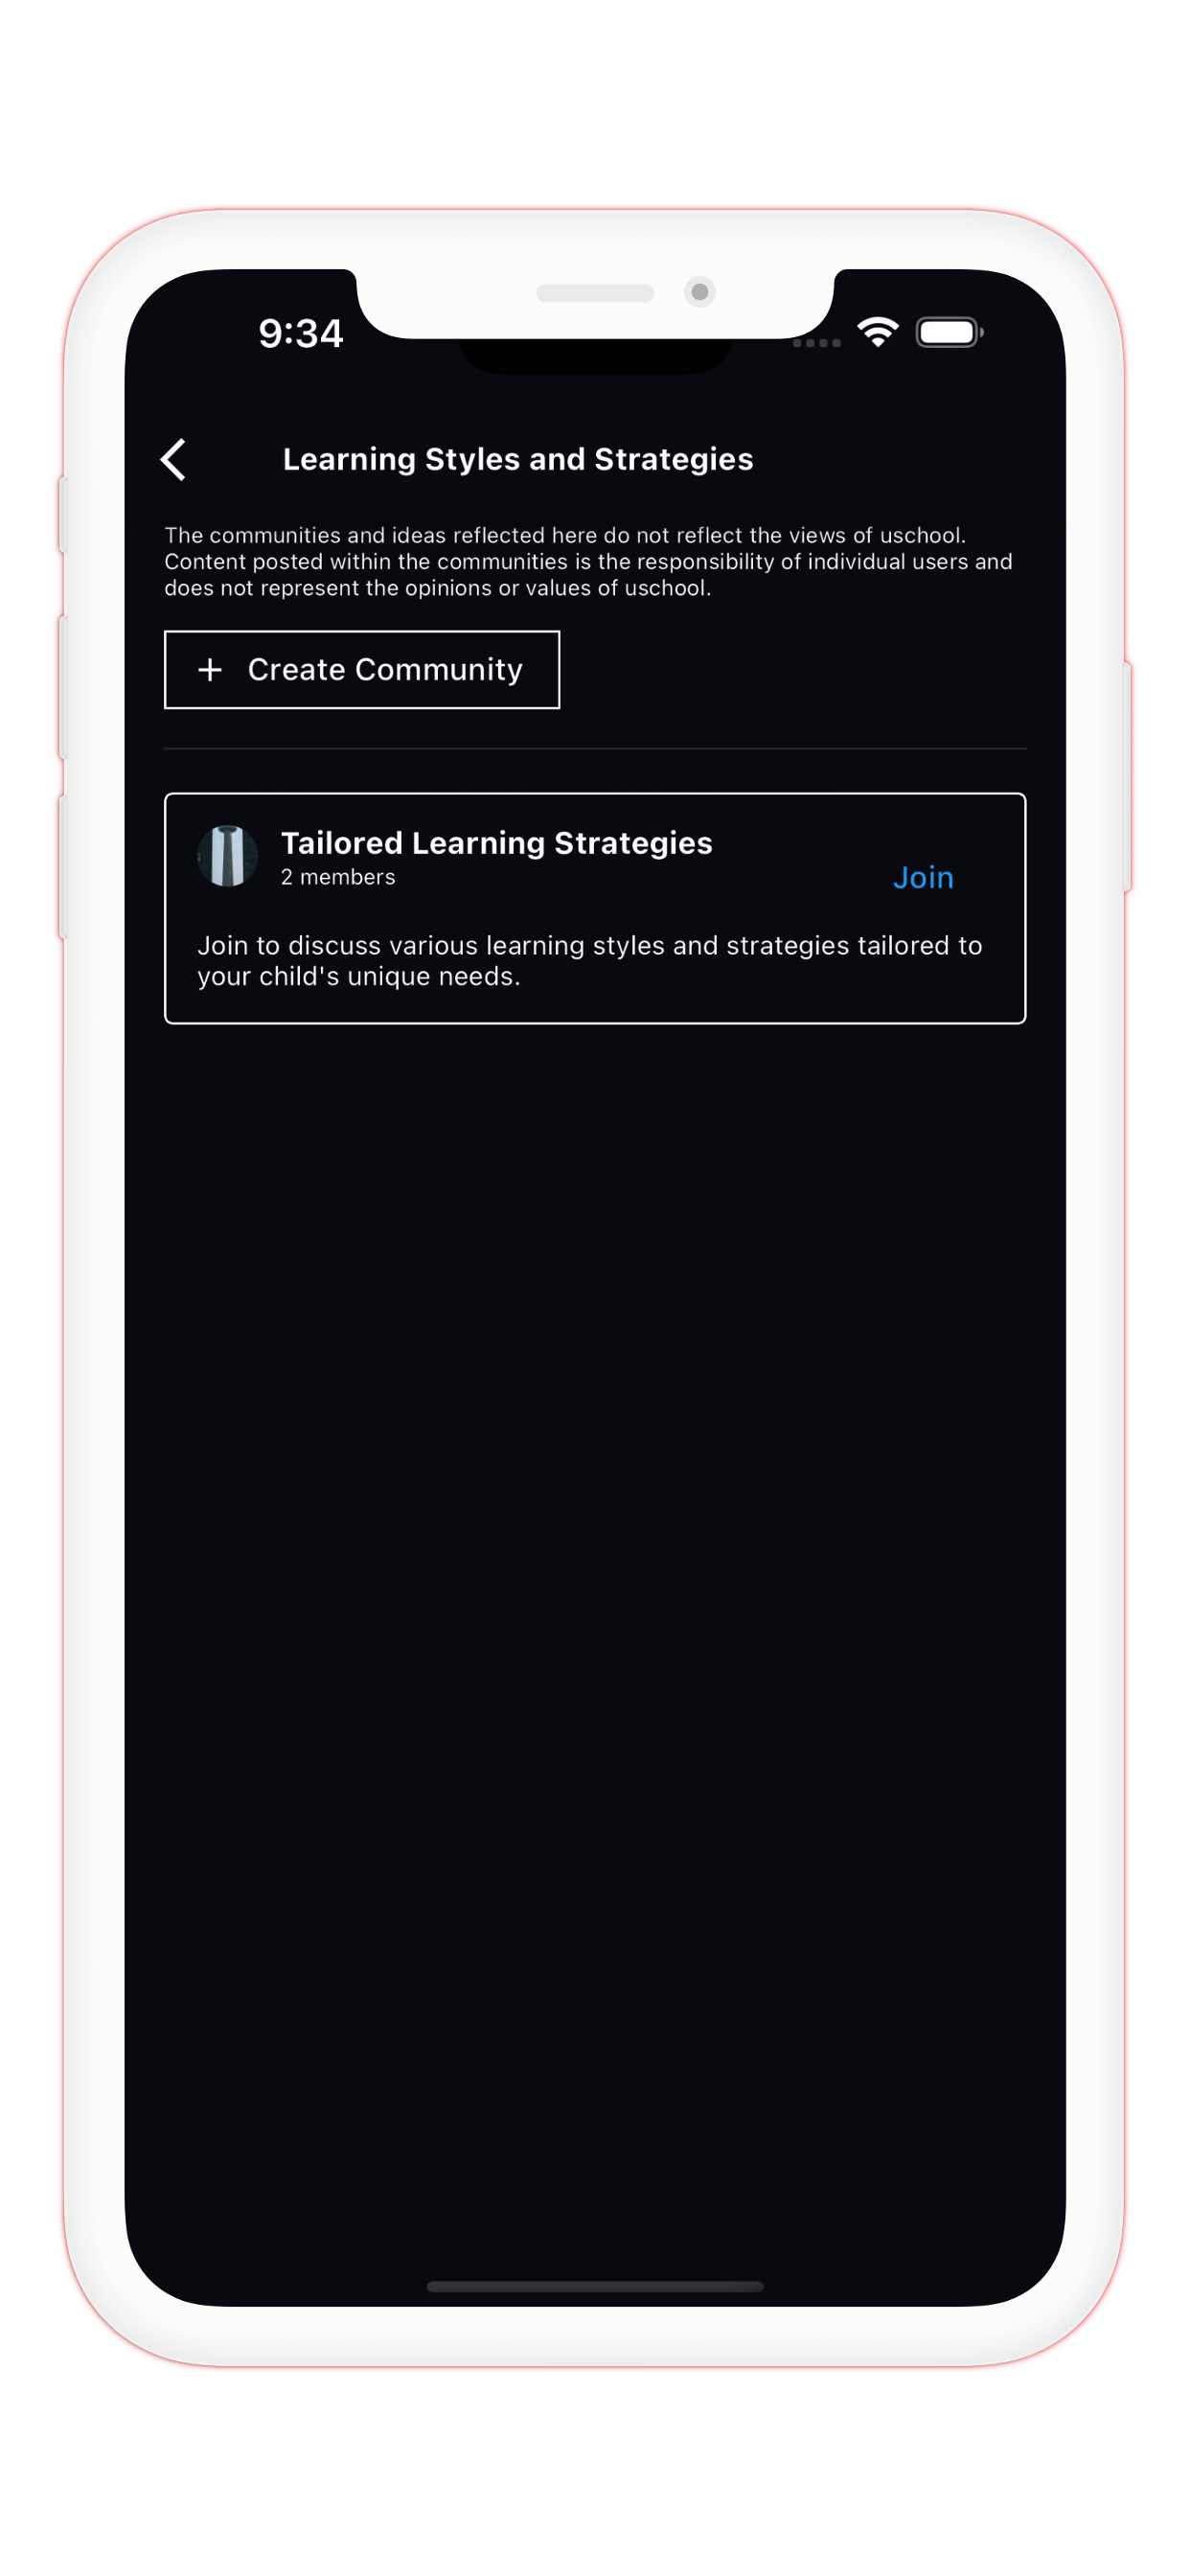 9:34
Learning Styles and Strategies
The communities and ideas reflected here do not reflect the views of uschool.
Content posted within the communities is the responsibility of individual users and
does not represent the opinions or values of uschool.
+ Create Community
Tailored Learning Strategies
2 members
Join
Join to discuss various learning styles and strategies tailored to
your child's unique needs.